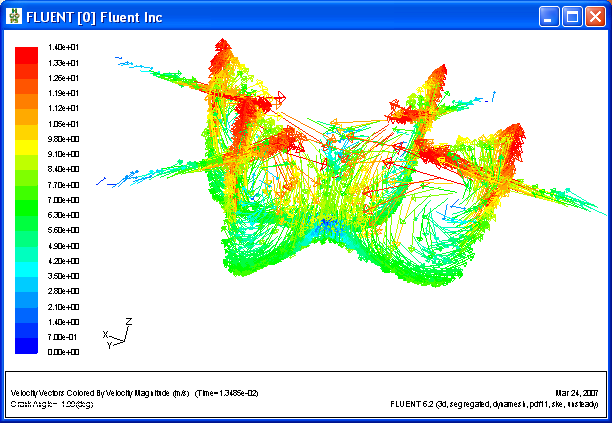 FLUENT [0] Fluent Inc
1.40e+01
1.33e+01
1.26e+01
1.19e+01
1.12e+01
1.05e+01
9.80e+00
9.10e+00
8.40e+00
7.70e+00
7.00e+00
6.30e+00
5.60e+00
4.90e+00
4.20e+00
3.50e+00
2.80e+00
2.10e+00
1.40e+00
7.00e-01
0.00e+00
Z
X
Y
Velocity Vectors Colored By Velocity Magnitude (m/s) (Time=1.3485e-02)
Mar 24, 2007
Crank Angle= (deg)
FLUENT 6.2 (3d, segregated, dynamesh, pdf11, ske, unsteady)